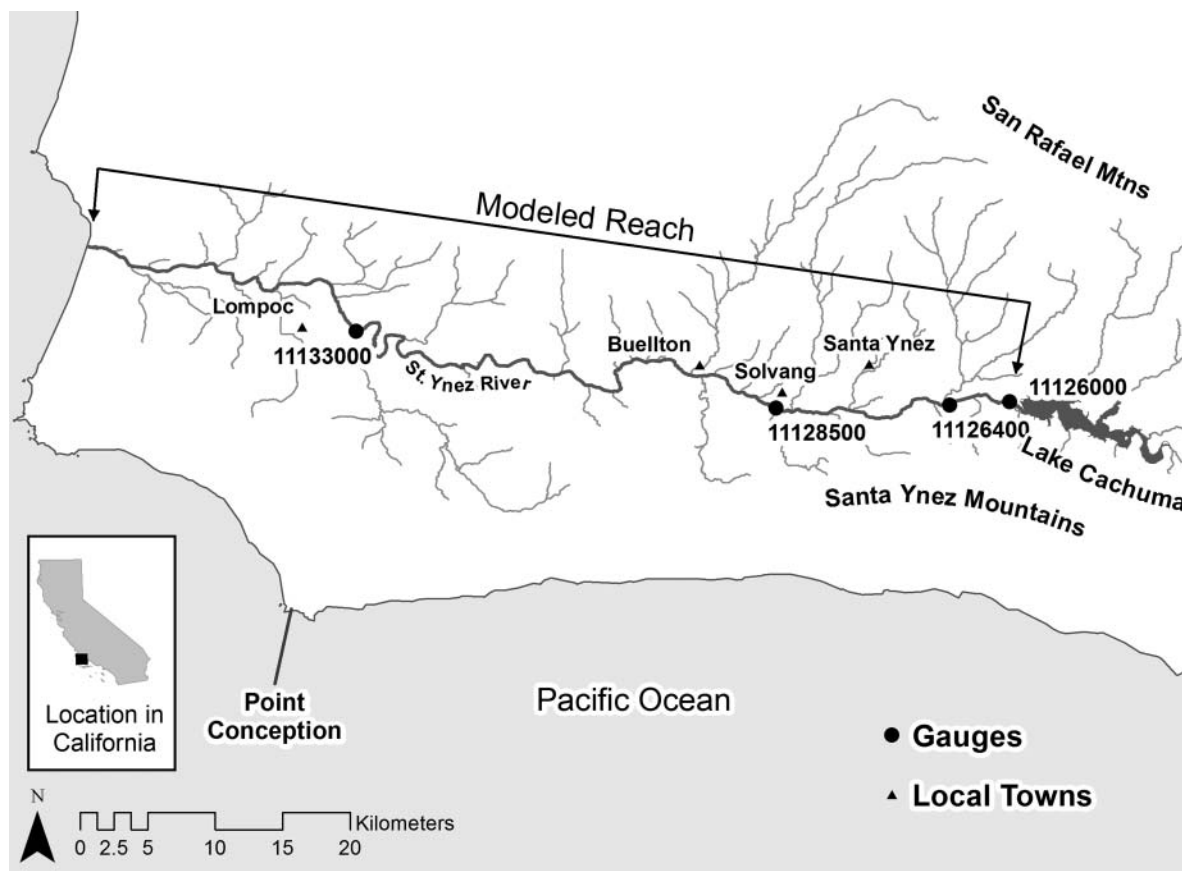 San Rafael Mtns
Modeled Reach
Lompoc
11133000
St. Ynez River
Buellton
Solvang
Santa Ynez
11126000
11128500
11126400
Lake Cachuma
Santa Ynez Mountains
Location in
California
Point
Conception
Pacific Ocean
Gauges
Local Towns
N
Kilometers
0 2.5 5 10 15 20